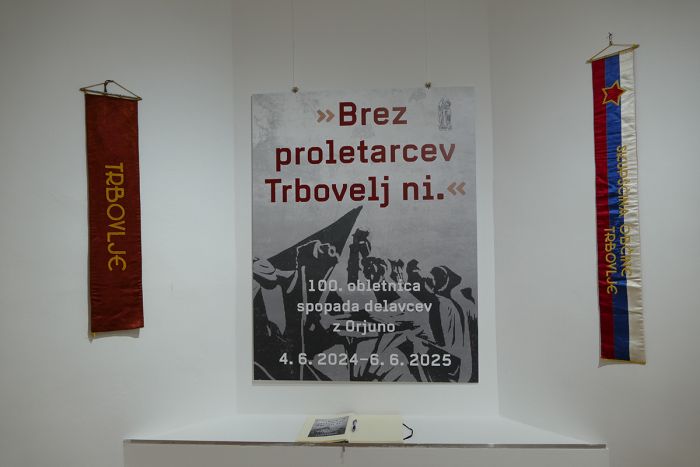 TRBOVLJE
»Brez
proletarcev
Trbovelj ni.«
100. obletnica
spopada delavcev
z Orjuno
4. 6. 2024–6. 6. 2025
SKUPŠČINA OBČINE
TRBOVLJE